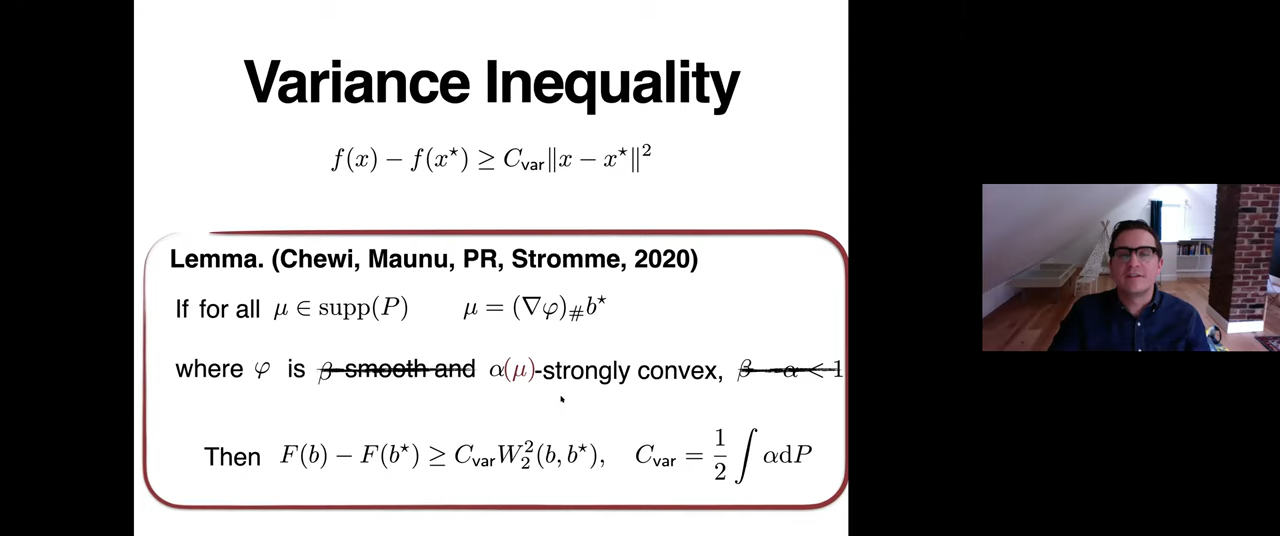 Variance Inequality
f(x) − f(x⋆) ≥ C_var‖x − x⋆‖²
Lemma. (Chewi, Maunu, PR, Stromme, 2020)
If for all μ ∈ supp(P) μ = (∇φ)_# b⋆
where φ is β-smooth and α(μ)-strongly convex, β − α < 1
Then F(b) − F(b⋆) ≥ C_var W₂²(b, b⋆), C_var = 1/2 ∫ αdP